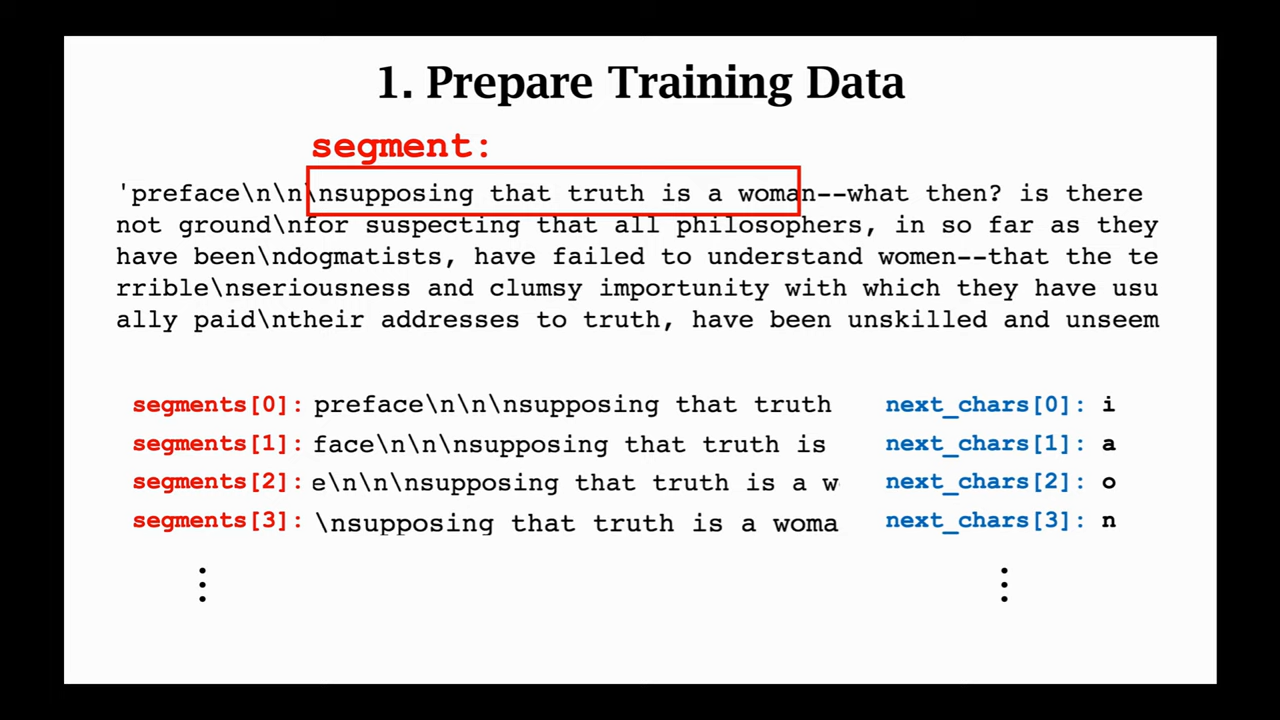 1. Prepare Training Data
segment:
'preface\n\n\nsupposing that truth is a woman--what then? is there
not ground\nfor suspecting that all philosophers, in so far as they
have been\ndogmatists, have failed to understand women--that the te
rrible\nseriousness and clumsy importunity with which they have usu
ally paid\ntheir addresses to truth, have been unskilled and unseem
segments[0]: preface\n\n\nsupposing that truth next_chars[0]: i
segments[1]: face\n\n\nsupposing that truth is next_chars[1]: a
segments[2]: e\n\n\nsupposing that truth is a w next_chars[2]: o
segments[3]: \nsupposing that truth is a woma next_chars[3]: n